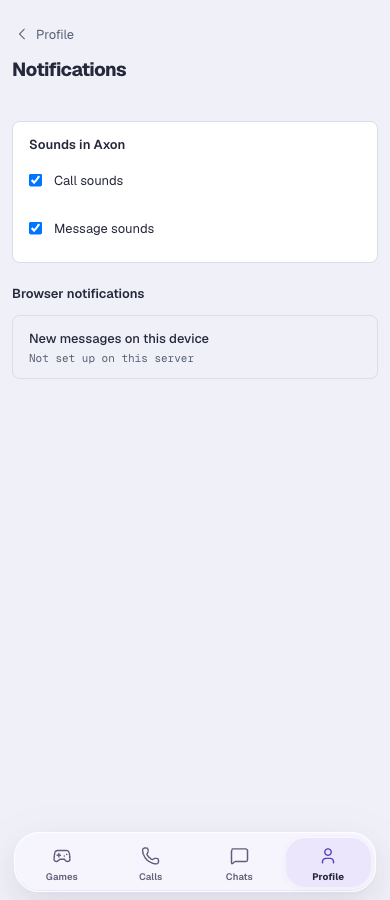 Profile
Notifications
Sounds in Axon
Call sounds
Message sounds
Browser notifications
New messages on this device
Not set up on this server
Games
Calls
Chats
Profile